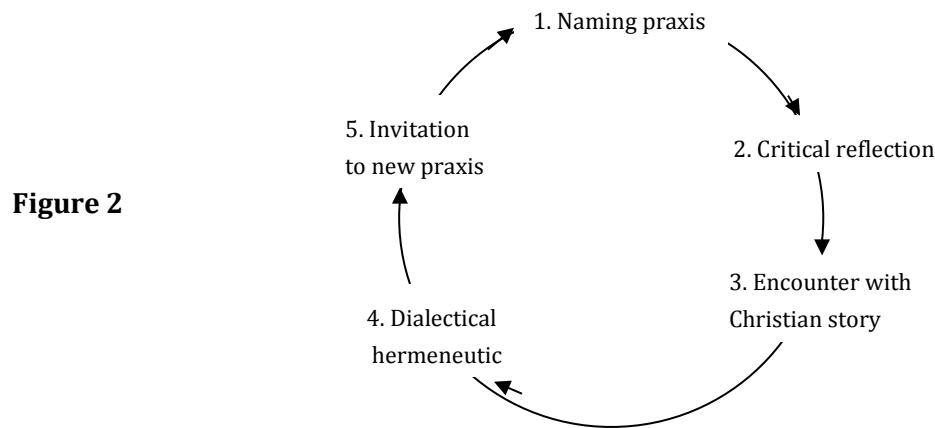 1. Naming praxis
2. Critical reflection
3. Encounter with
Christian story
4. Dialectical
hermeneutic
5. Invitation
to new praxis
Figure 2